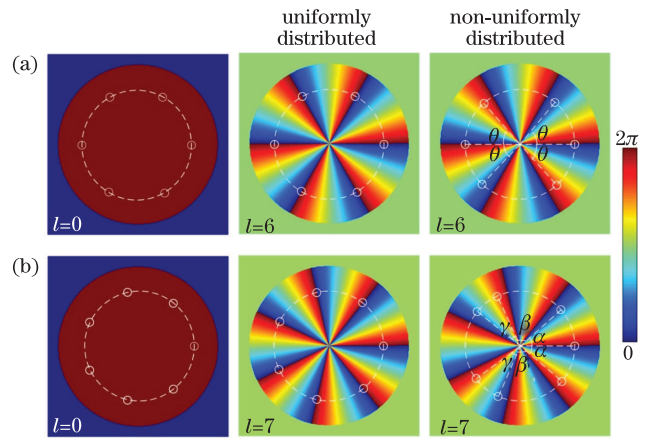 uniformly
distributed
non-uniformly
distributed
(a)
l=0
l=6
θ θ
θ θ
l=6
2π
0
(b)
l=0
l=7
γ β α
γ β α
l=7